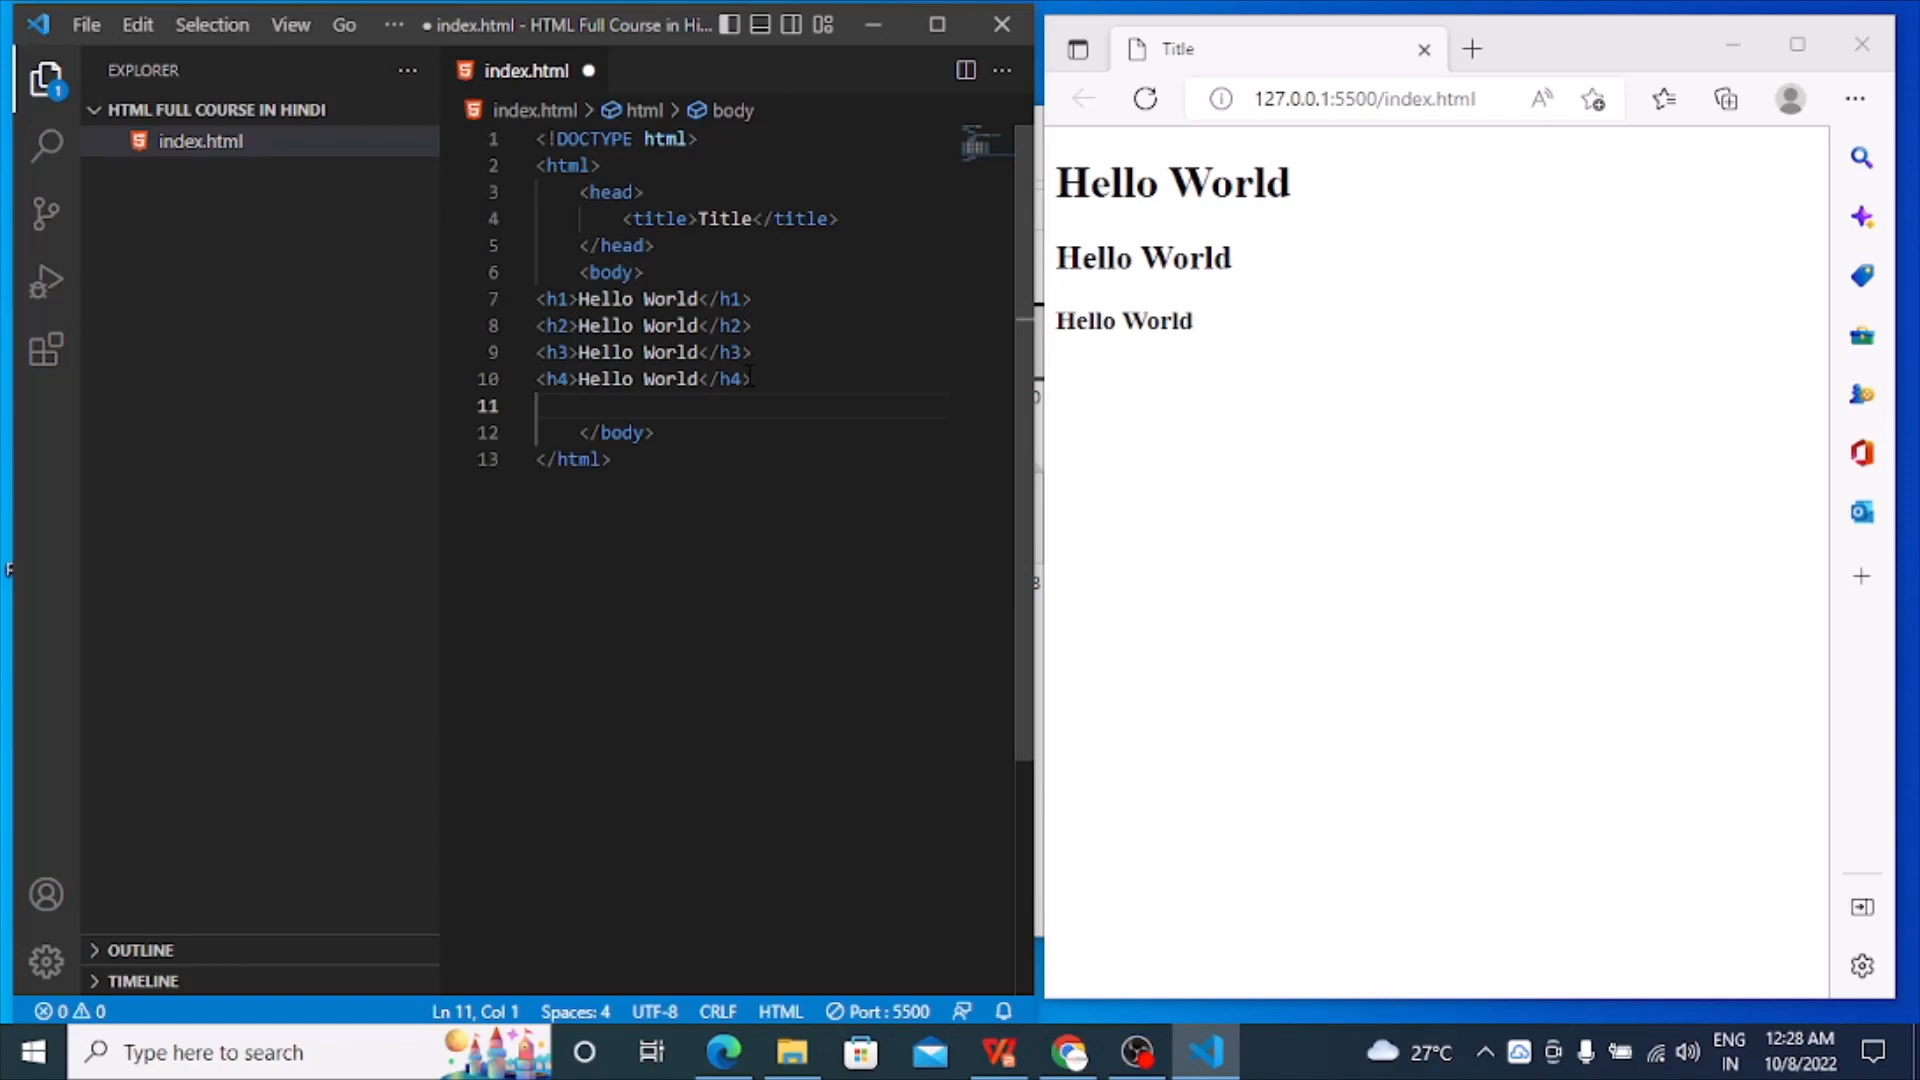 File Edit Selection View Go ··· ● index.html - HTML Full Course in Hi...
EXPLORER ···
HTML FULL COURSE IN HINDI
index.html
OUTLINE
TIMELINE
index.html ●
index.html > html > body
1 <!DOCTYPE html>
2 <html>
3 <head>
4 <title>Title</title>
5 </head>
6 <body>
7 <h1>Hello World</h1>
8 <h2>Hello World</h2>
9 <h3>Hello World</h3>
10 <h4>Hello World</h4>
11
12 </body>
13 </html>
1
0 0 Ln 11, Col 1 Spaces: 4 UTF-8 CRLF HTML Port : 5500
Title
127.0.0.1:5500/index.html
Hello World
Hello World
Hello World
Type here to search
27°C
ENG
IN
12:28 AM
10/8/2022